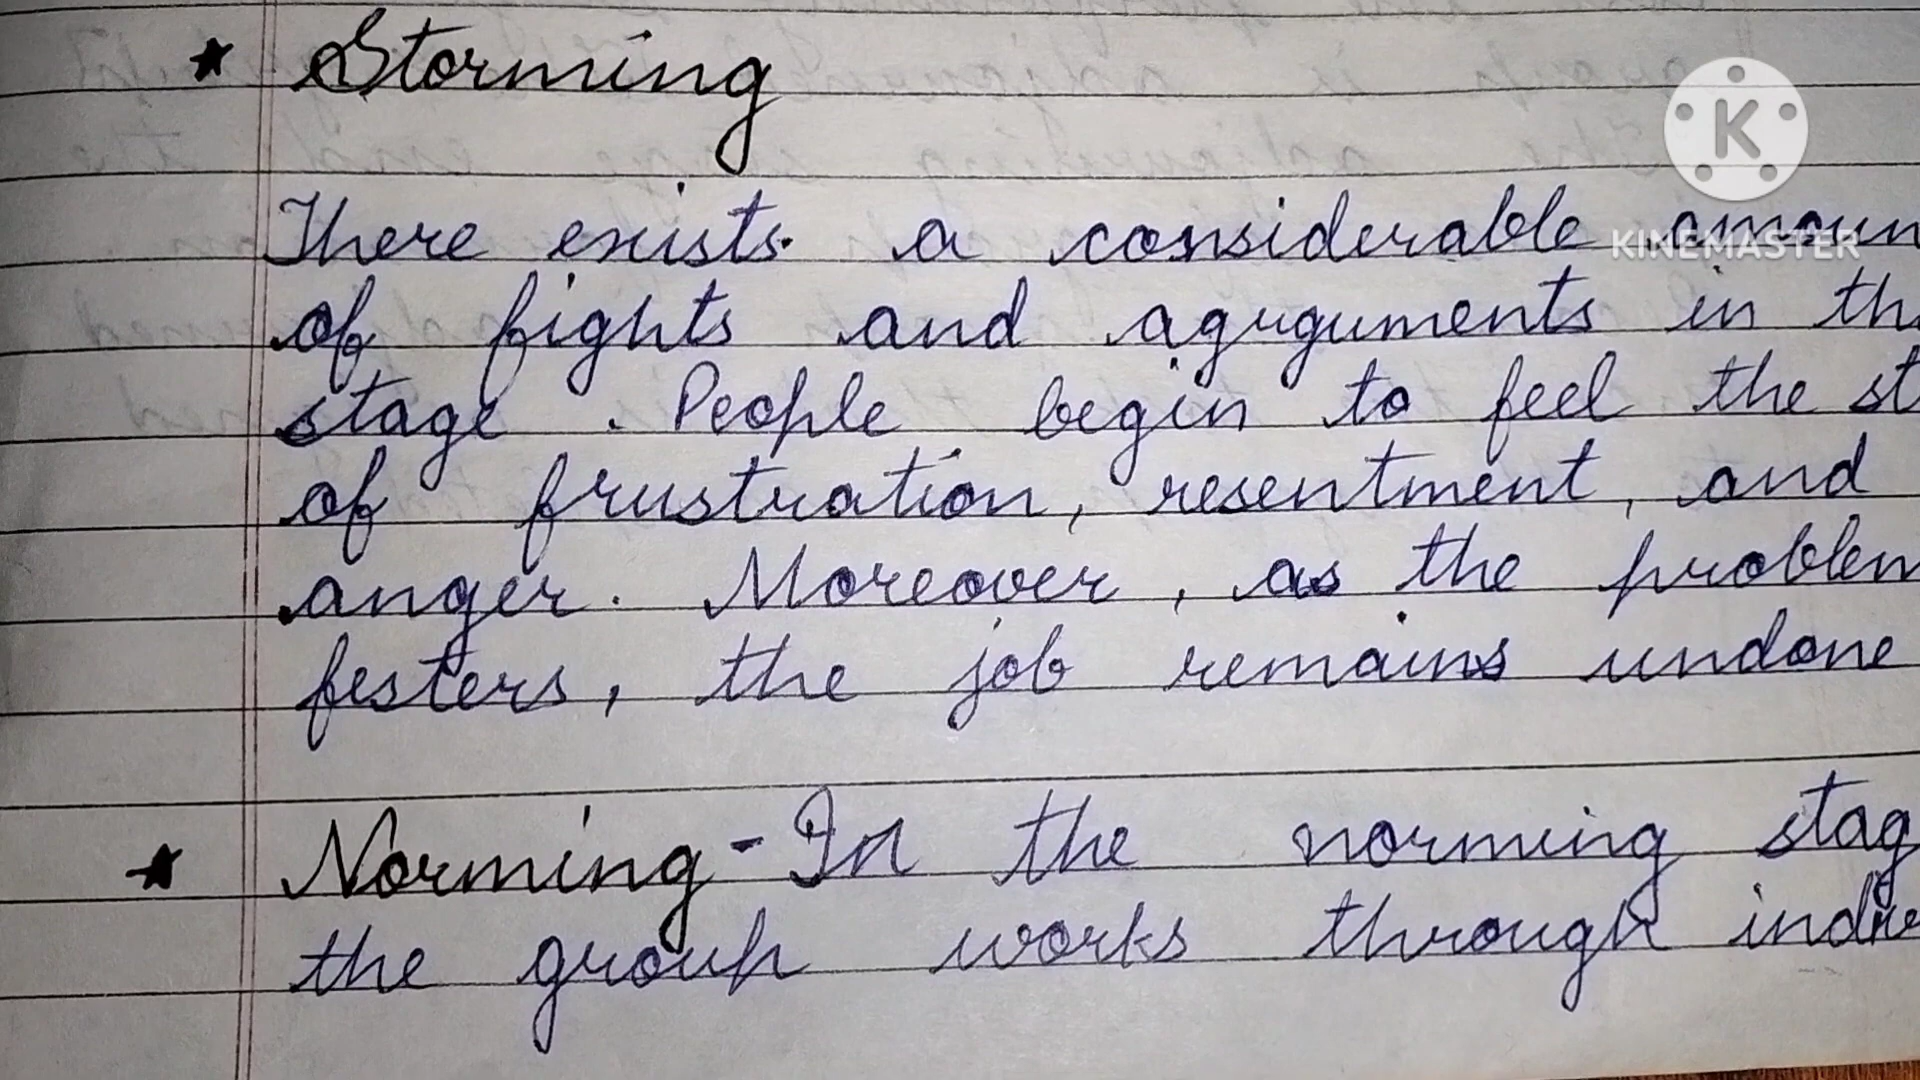 ★ Storming
K
KINEMASTER
There exists a considerable amoun
of fights and aguguments in th
stage . People begin to feel the st
of frustration, resentment, and
anger. Moreover, as the problem
festers, the job remains undone
★ Norming - In the norming stag
the group works through